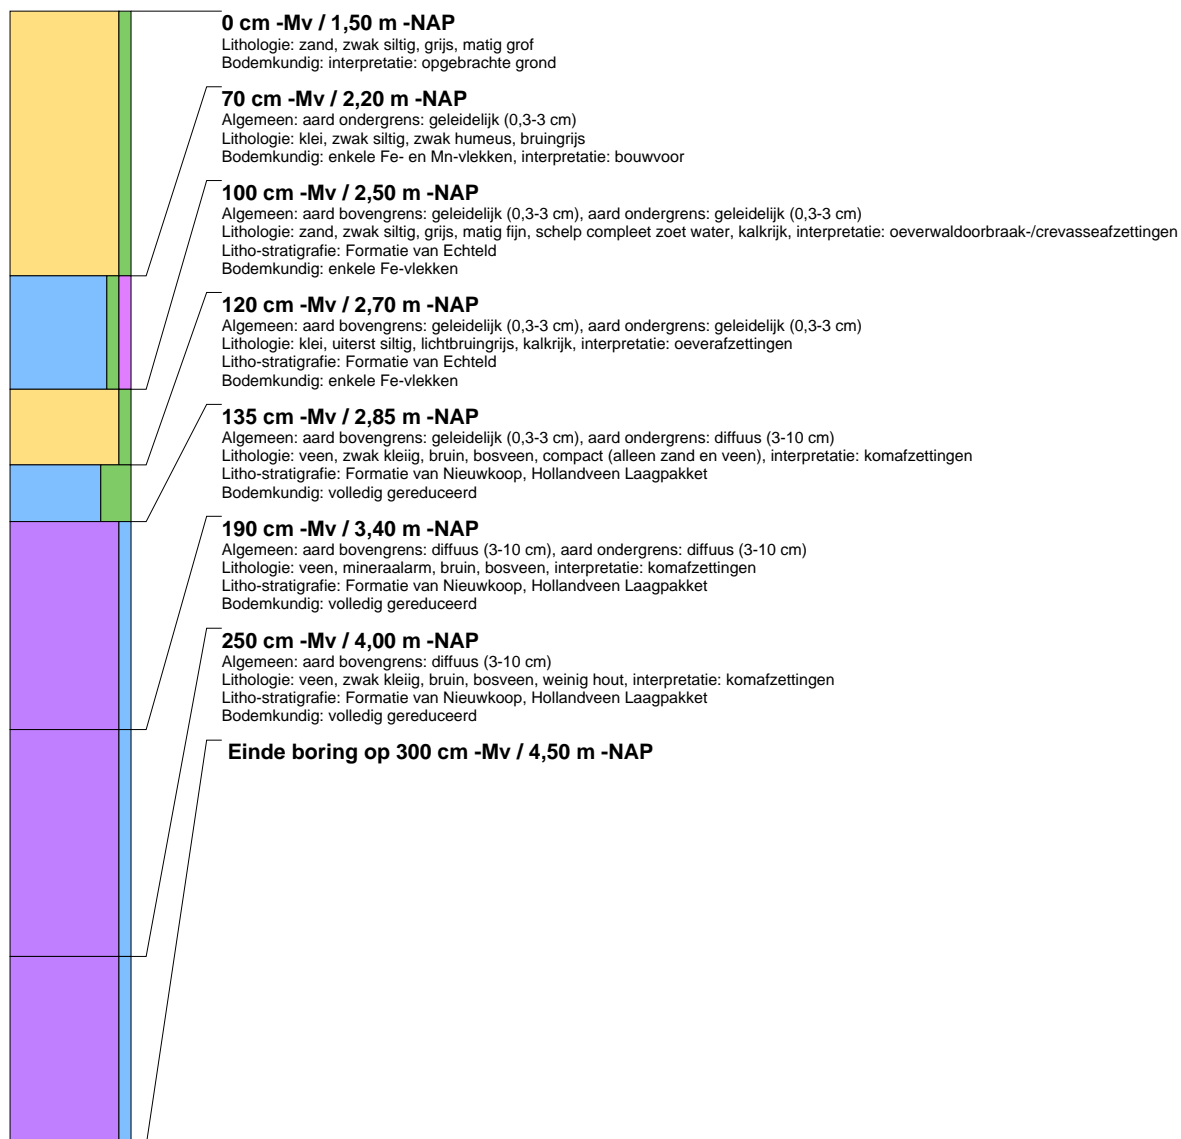 0 cm -Mv / 1,50 m -NAP
Lithologie: zand, zwak siltig, grijs, matig grof
Bodemkundig: interpretatie: opgebrachte grond
70 cm -Mv / 2,20 m -NAP
Algemeen: aard ondergrens: geleidelijk (0,3-3 cm)
Lithologie: klei, zwak siltig, zwak humeus, bruingrijs
Bodemkundig: enkele Fe- en Mn-vlekken, interpretatie: bouwvoor
100 cm -Mv / 2,50 m -NAP
Algemeen: aard bovengrens: geleidelijk (0,3-3 cm), aard ondergrens: geleidelijk (0,3-3 cm)
Lithologie: zand, zwak siltig, grijs, matig fijn, schelp compleet zoet water, kalkrijk, interpretatie: oeverwaldoorbraak-/crevasseafzettingen
Litho-stratigrafie: Formatie van Echteld
Bodemkundig: enkele Fe-vlekken
120 cm -Mv / 2,70 m -NAP
Algemeen: aard bovengrens: geleidelijk (0,3-3 cm), aard ondergrens: geleidelijk (0,3-3 cm)
Lithologie: klei, uiterst siltig, lichtbruingrijs, kalkrijk, interpretatie: oeverafzettingen
Litho-stratigrafie: Formatie van Echteld
Bodemkundig: enkele Fe-vlekken
135 cm -Mv / 2,85 m -NAP
Algemeen: aard bovengrens: geleidelijk (0,3-3 cm), aard ondergrens: diffuus (3-10 cm)
Lithologie: veen, zwak kleiig, bruin, bosveen, compact (alleen zand en veen), interpretatie: komafzettingen
Litho-stratigrafie: Formatie van Nieuwkoop, Hollandveen Laagpakket
Bodemkundig: volledig gereduceerd
190 cm -Mv / 3,40 m -NAP
Algemeen: aard bovengrens: diffuus (3-10 cm), aard ondergrens: diffuus (3-10 cm)
Lithologie: veen, mineraalarm, bruin, bosveen, interpretatie: komafzettingen
Litho-stratigrafie: Formatie van Nieuwkoop, Hollandveen Laagpakket
Bodemkundig: volledig gereduceerd
250 cm -Mv / 4,00 m -NAP
Algemeen: aard bovengrens: diffuus (3-10 cm)
Lithologie: veen, zwak kleiig, bruin, bosveen, weinig hout, interpretatie: komafzettingen
Litho-stratigrafie: Formatie van Nieuwkoop, Hollandveen Laagpakket
Bodemkundig: volledig gereduceerd
Einde boring op 300 cm -Mv / 4,50 m -NAP